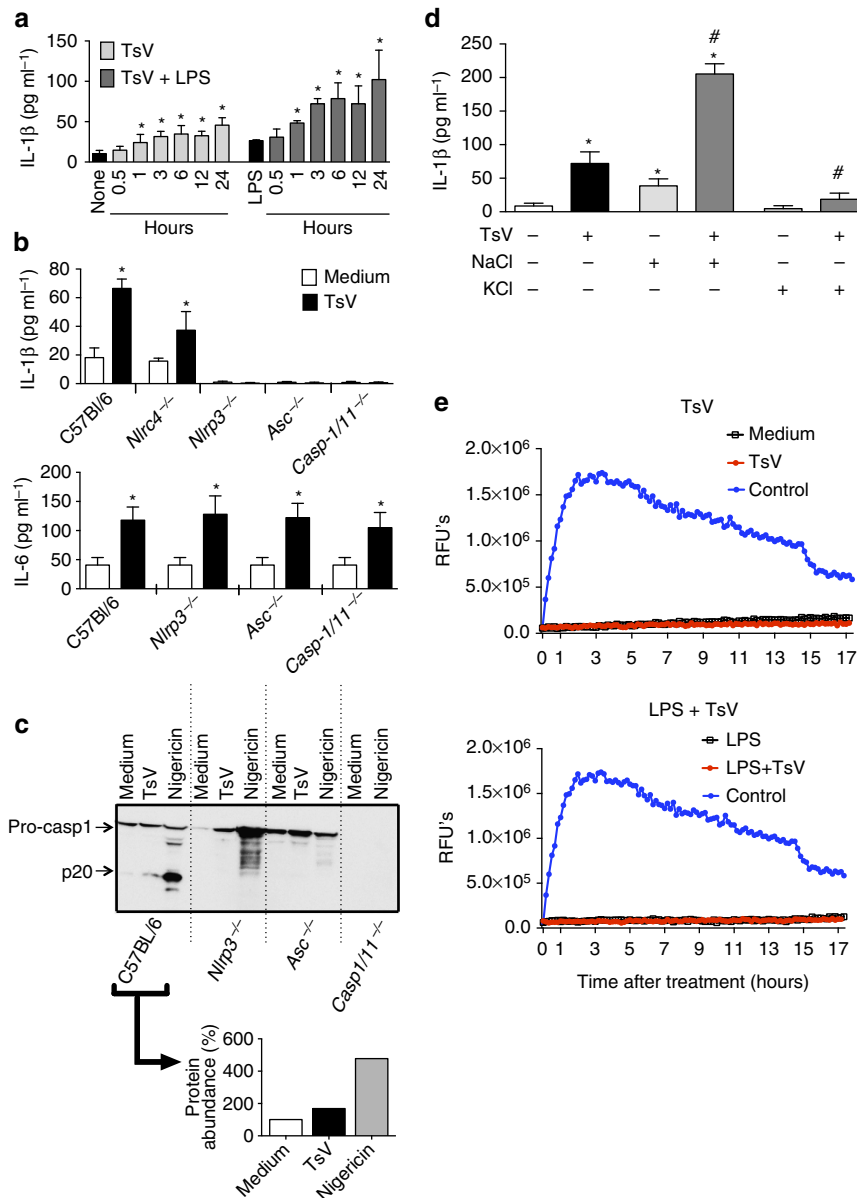 a
IL-1β (pg ml⁻¹)
150
100
50
0
TsV
TsV + LPS
* * * * * * * * * *
None 0.5 1 3 6 12 24 LPS 0.5 1 3 6 12 24
Hours Hours
b
IL-1β (pg ml⁻¹)
80
60
40
20
0
Medium
TsV
* *
C57Bl/6 Nlrc4⁻/⁻ Nlrp3⁻/⁻ Asc⁻/⁻ Casp-1/11⁻/⁻
IL-6 (pg ml⁻¹)
200
150
100
50
0
* * * *
C57Bl/6 Nlrp3⁻/⁻ Asc⁻/⁻ Casp-1/11⁻/⁻
c
Medium TsV Nigericin Medium TsV Nigericin Medium TsV Nigericin Medium Nigericin
Pro-casp1
p20
C57BL/6 Nlrp3⁻/⁻ Asc⁻/⁻ Casp1/11⁻/⁻
Protein
abundance (%)
600
400
200
0
Medium TsV Nigericin
d
IL-1β (pg ml⁻¹)
250
200
150
100
50
0
#
* * *
#
TsV – + – + – +
NaCl – – + + – –
KCl – – – – + +
e
TsV
RFU's
2.0×10⁶
1.5×10⁶
1.0×10⁶
5.0×10⁵
0.0
Medium
TsV
Control
0 1 3 5 7 9 11 13 15 17
LPS + TsV
RFU's
2.0×10⁶
1.5×10⁶
1.0×10⁶
5.0×10⁵
0.0
LPS
LPS+TsV
Control
0 1 3 5 7 9 11 13 15 17
Time after treatment (hours)